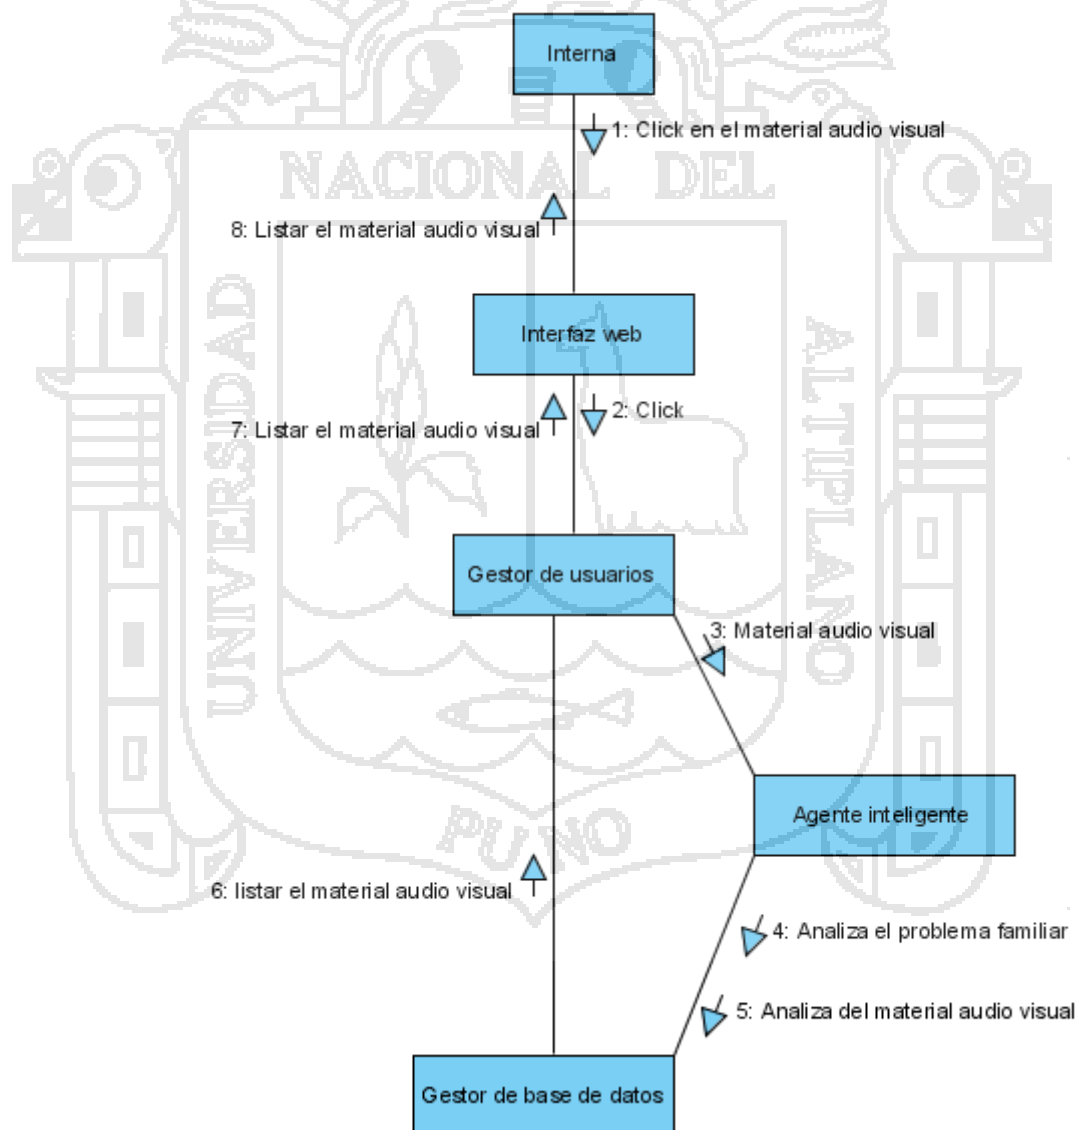 Interna
1: Click en el material audio visual
NACIONAL DEL
8: Listar el material audio visual
Interfaz web
2: Click
7: Listar el material audio visual
UNIVERSDAD
ALTIPLANO
Gestor de usuarios
3: Material audio visual
Agente inteligente
PUNO
6: listar el material audio visual
4: Analiza el problema familiar
5: Analiza del material audio visual
Gestor de base de datos